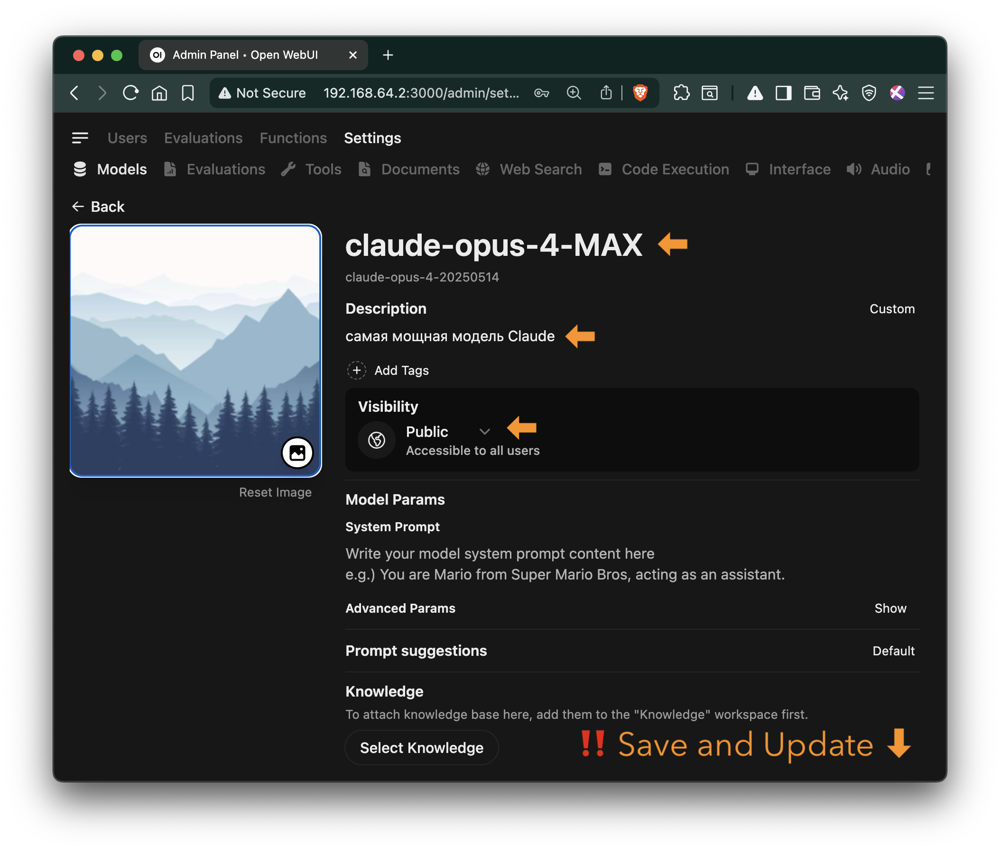 Admin Panel • Open WebUI
Not Secure 192.168.64.2:3000/admin/set...
Users Evaluations Functions Settings
Models Evaluations Tools Documents Web Search Code Execution Interface Audio
Back
claude-opus-4-MAX
claude-opus-4-20250514
Description Custom
самая мощная модель Claude
Add Tags
Visibility
Public
Accessible to all users
Reset Image
Model Params
System Prompt
Write your model system prompt content here
e.g.) You are Mario from Super Mario Bros, acting as an assistant.
Advanced Params Show
Prompt suggestions Default
Knowledge
To attach knowledge base here, add them to the "Knowledge" workspace first.
Select Knowledge
‼️ Save and Update